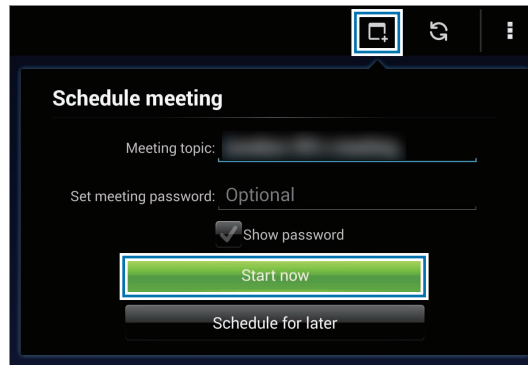 Schedule meeting
Meeting topic:
Set meeting password: Optional
Show password
Start now
Schedule for later